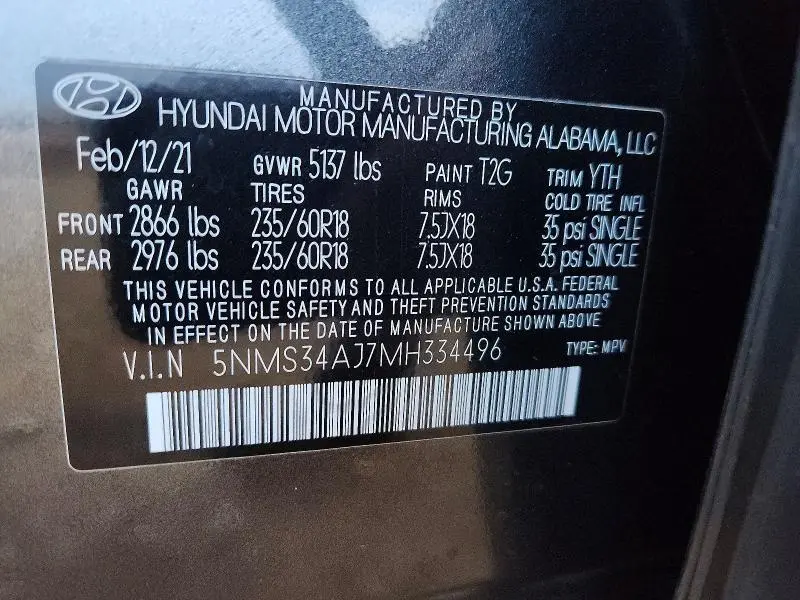 MANUFACTURED BY
HYUNDAI MOTOR MANUFACTURING ALABAMA, LLC
Feb/12/21 GVWR 5137 lbs PAINT T2G TRIM YTH
GAWR TIRES RIMS COLD TIRE INFL
FRONT 2866 lbs 235/60R18 7.5JX18 35 psi SINGLE
REAR 2976 lbs 235/60R18 7.5JX18 35 psi SINGLE
THIS VEHICLE CONFORMS TO ALL APPLICABLE U.S.A. FEDERAL
MOTOR VEHICLE SAFETY AND THEFT PREVENTION STANDARDS
IN EFFECT ON THE DATE OF MANUFACTURE SHOWN ABOVE
V.I.N 5NMS34AJ7MH334496 TYPE: MPV